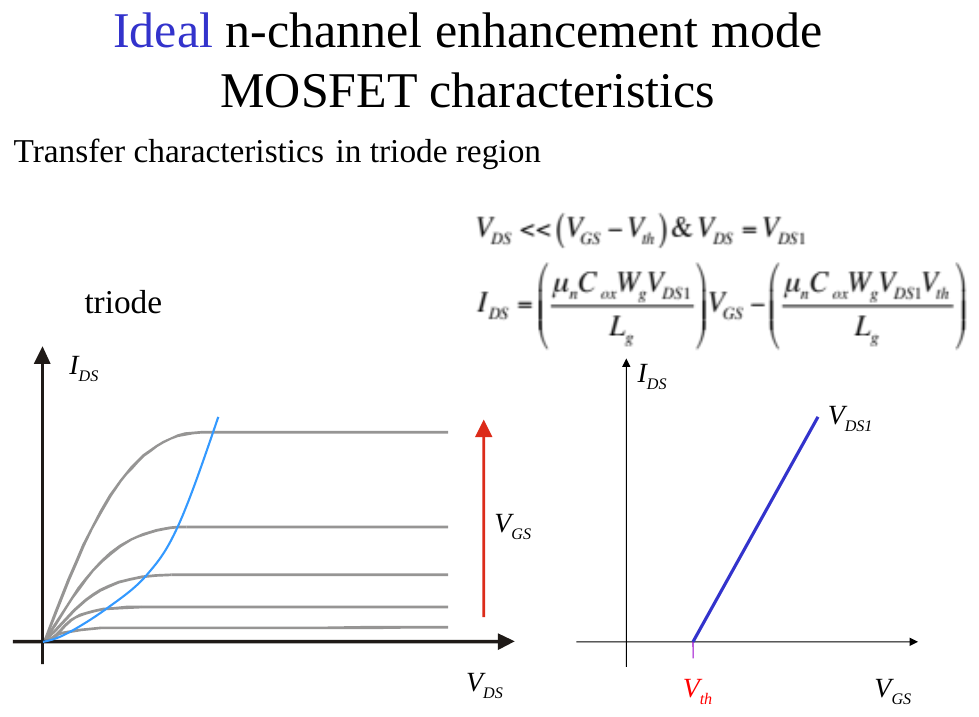 Ideal n-channel enhancement mode
MOSFET characteristics
Transfer characteristics in triode region
V_DS << (V_GS − V_th) & V_DS = V_DS1
I_DS = (μ_n C_ox W_g V_DS1 / L_g) V_GS − (μ_n C_ox W_g V_DS1 V_th / L_g)
triode
I_DS
V_GS
V_DS
I_DS
V_DS1
V_th
V_GS